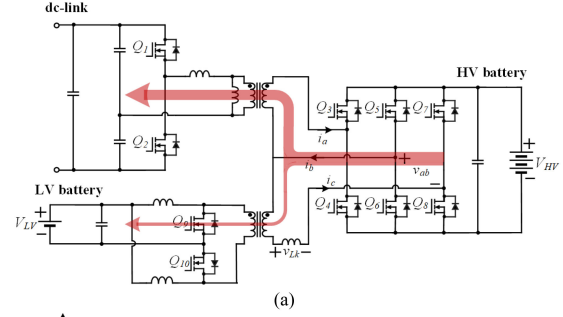 dc-link
HV battery
Q1
Q3
Q5
Q7
ia
Q2
ib
+
vab
+
VHV
−
LV battery
ic
−
+
VLV
−
Q9
Q4
Q6
Q8
Q10
+ vLk −
(a)